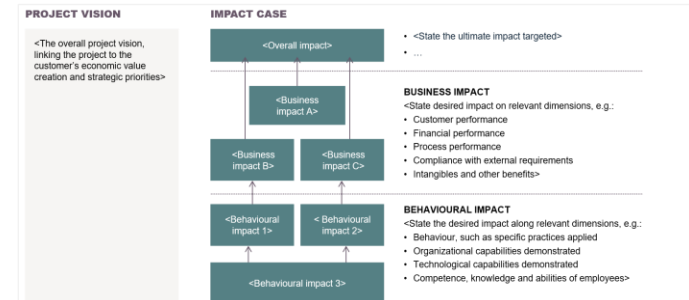 PROJECT VISION
<The overall project vision,
linking the project to the
customer's economic value
creation and strategic priorities>
IMPACT CASE
<Overall impact>
<Business
impact A>
<Business
impact B>
<Business
impact C>
<Behavioural
impact 1>
< Behavioural
impact 2>
<Behavioural impact 3>
• <State the ultimate impact targeted>
• …
BUSINESS IMPACT
<State desired impact on relevant dimensions, e.g.:
• Customer performance
• Financial performance
• Process performance
• Compliance with external requirements
• Intangibles and other benefits>
BEHAVIOURAL IMPACT
<State the desired impact along relevant dimensions, e.g.:
• Behaviour, such as specific practices applied
• Organizational capabilities demonstrated
• Technological capabilities demonstrated
• Competence, knowledge and abilities of employees>